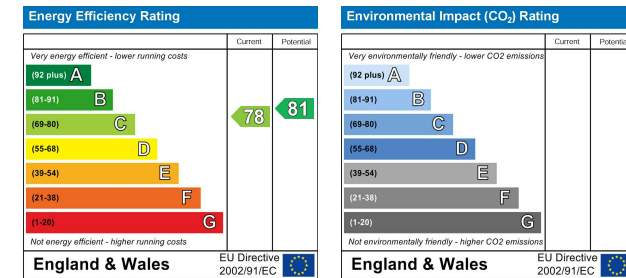 Energy Efficiency Rating
Current Potential
Very energy efficient - lower running costs
(92 plus) A
(81-91) B
(69-80) C
(55-68) D
(39-54) E
(21-38) F
(1-20) G
78
81
Not energy efficient - higher running costs
England & Wales
EU Directive
2002/91/EC
Environmental Impact (CO2) Rating
Current Potential
Very environmentally friendly - lower CO2 emissions
(92 plus) A
(81-91) B
(69-80) C
(55-68) D
(39-54) E
(21-38) F
(1-20) G
Not environmentally friendly - higher CO2 emissions
England & Wales
EU Directive
2002/91/EC